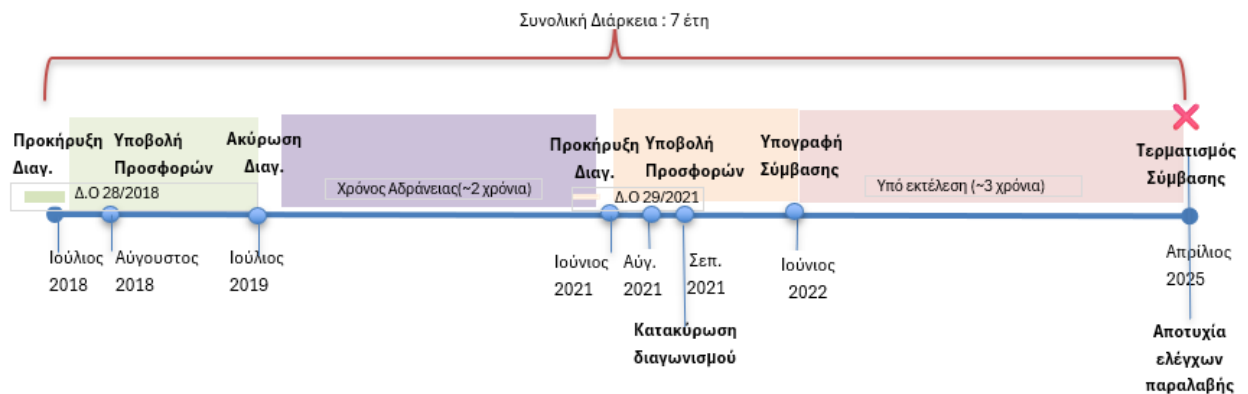 Συνολική Διάρκεια : 7 έτη
Προκήρυξη
Διαγ.
Υποβολή
Προσφορών
Ακύρωση
Διαγ.
Προκήρυξη
Διαγ.
Υποβολή
Προσφορών
Υπογραφή
Σύμβασης
Τερματισμός
Σύμβασης
Δ.Ο 28/2018
Χρόνος Αδράνειας(~2 χρόνια)
Δ.Ο 29/2021
Υπό εκτέλεση (~3 χρόνια)
Ιούλιος
2018
Αύγουστος
2018
Ιούλιος
2019
Ιούνιος
2021
Αύγ.
2021
Σεπ.
2021
Ιούνιος
2022
Απρίλιος
2025
Κατακύρωση
διαγωνισμού
Αποτυχία
ελέγχων
παραλαβής